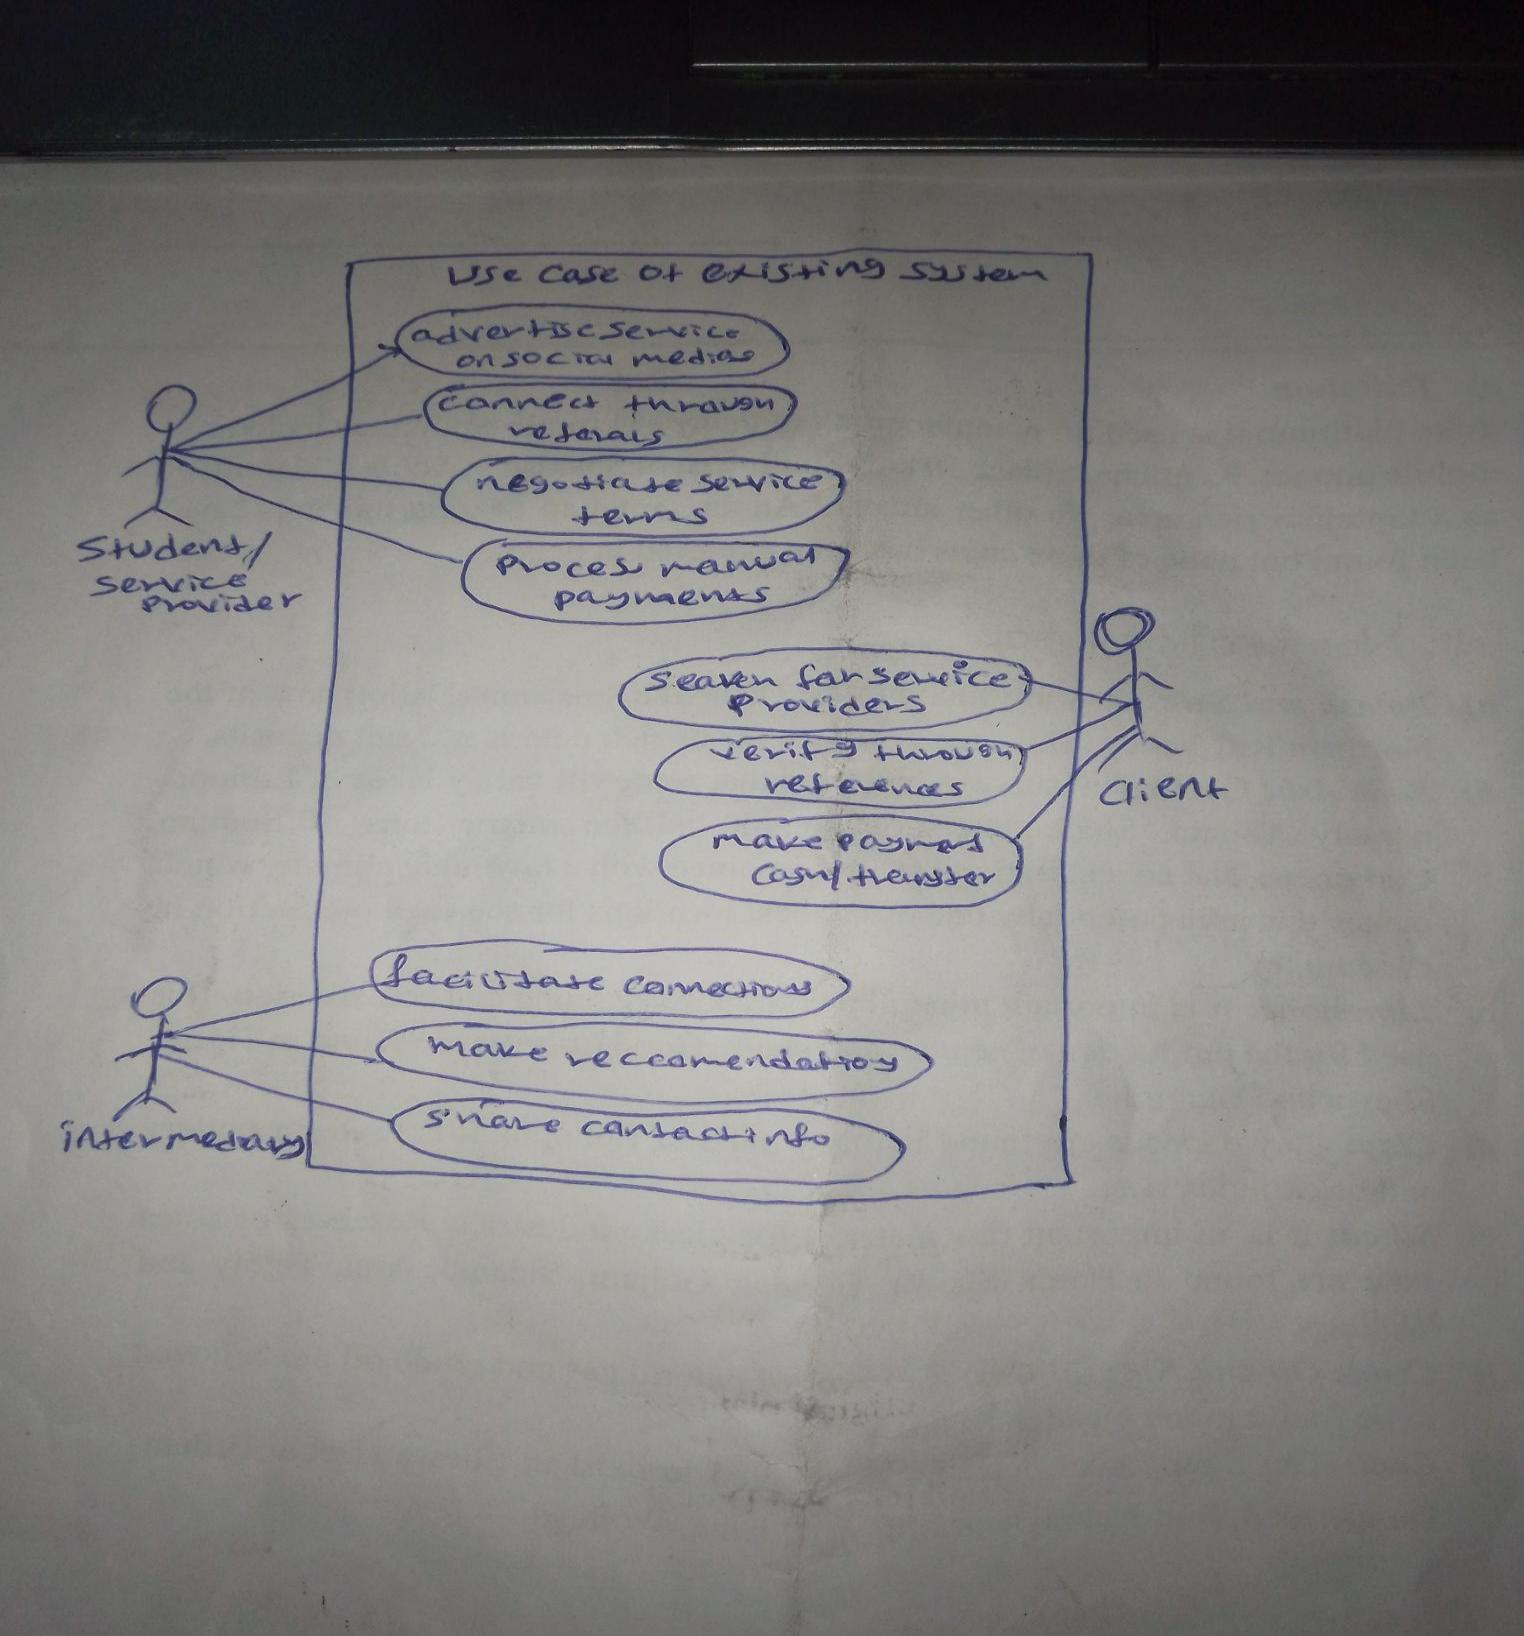 Use case of existing system
advertise service
on social medias
connect through
referals
negotiate service
terms
Student/
service
provider
proces manual
payments
search for service
providers
verify through
references
client
make payment
cash/transfer
facilitate connections
make reccomendation
share contact info
intermediary